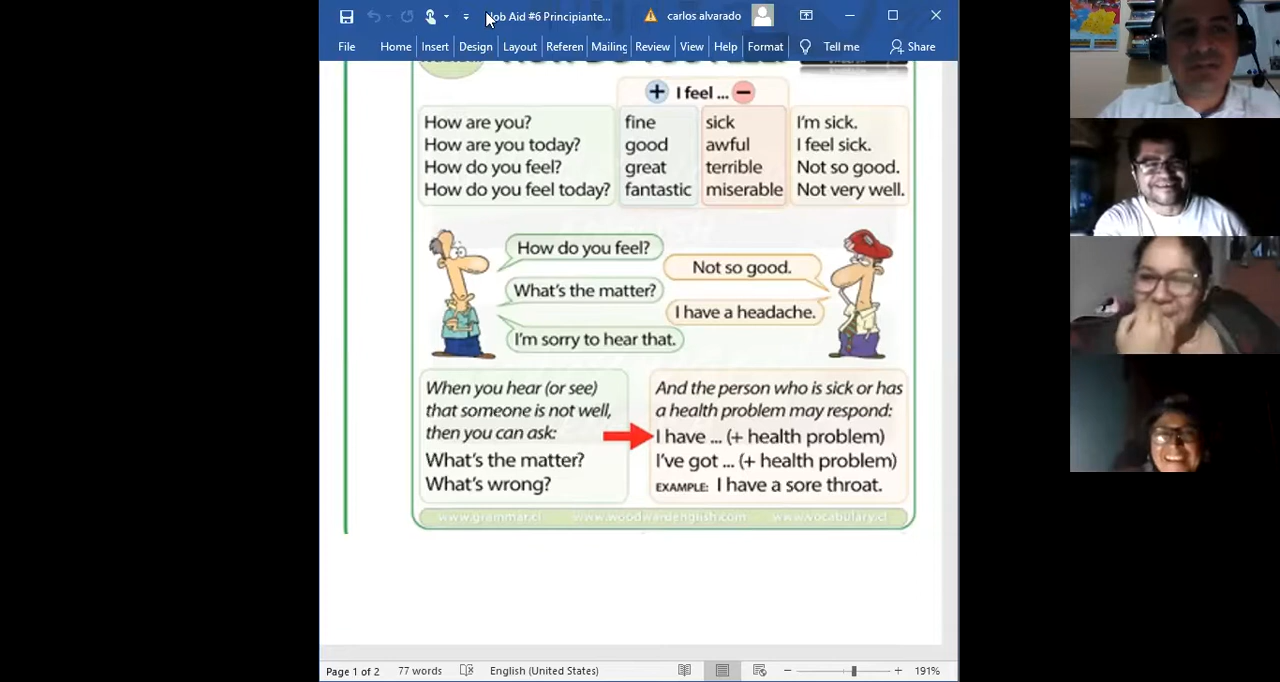 Job Aid #6 Principiante...
carlos alvarado
File Home Insert Design Layout Referen Mailing Review View Help Format Tell me Share
I feel ...
How are you? fine sick I'm sick.
How are you today? good awful I feel sick.
How do you feel? great terrible Not so good.
How do you feel today? fantastic miserable Not very well.
How do you feel?
Not so good.
What's the matter?
I have a headache.
I'm sorry to hear that.
When you hear (or see)
that someone is not well,
then you can ask:
What's the matter?
What's wrong?
And the person who is sick or has
a health problem may respond:
I have ... (+ health problem)
I've got ... (+ health problem)
EXAMPLE: I have a sore throat.
www.grammar.cl www.woodwardenglish.com www.vocabulary.cl
Page 1 of 2 77 words English (United States) 191%